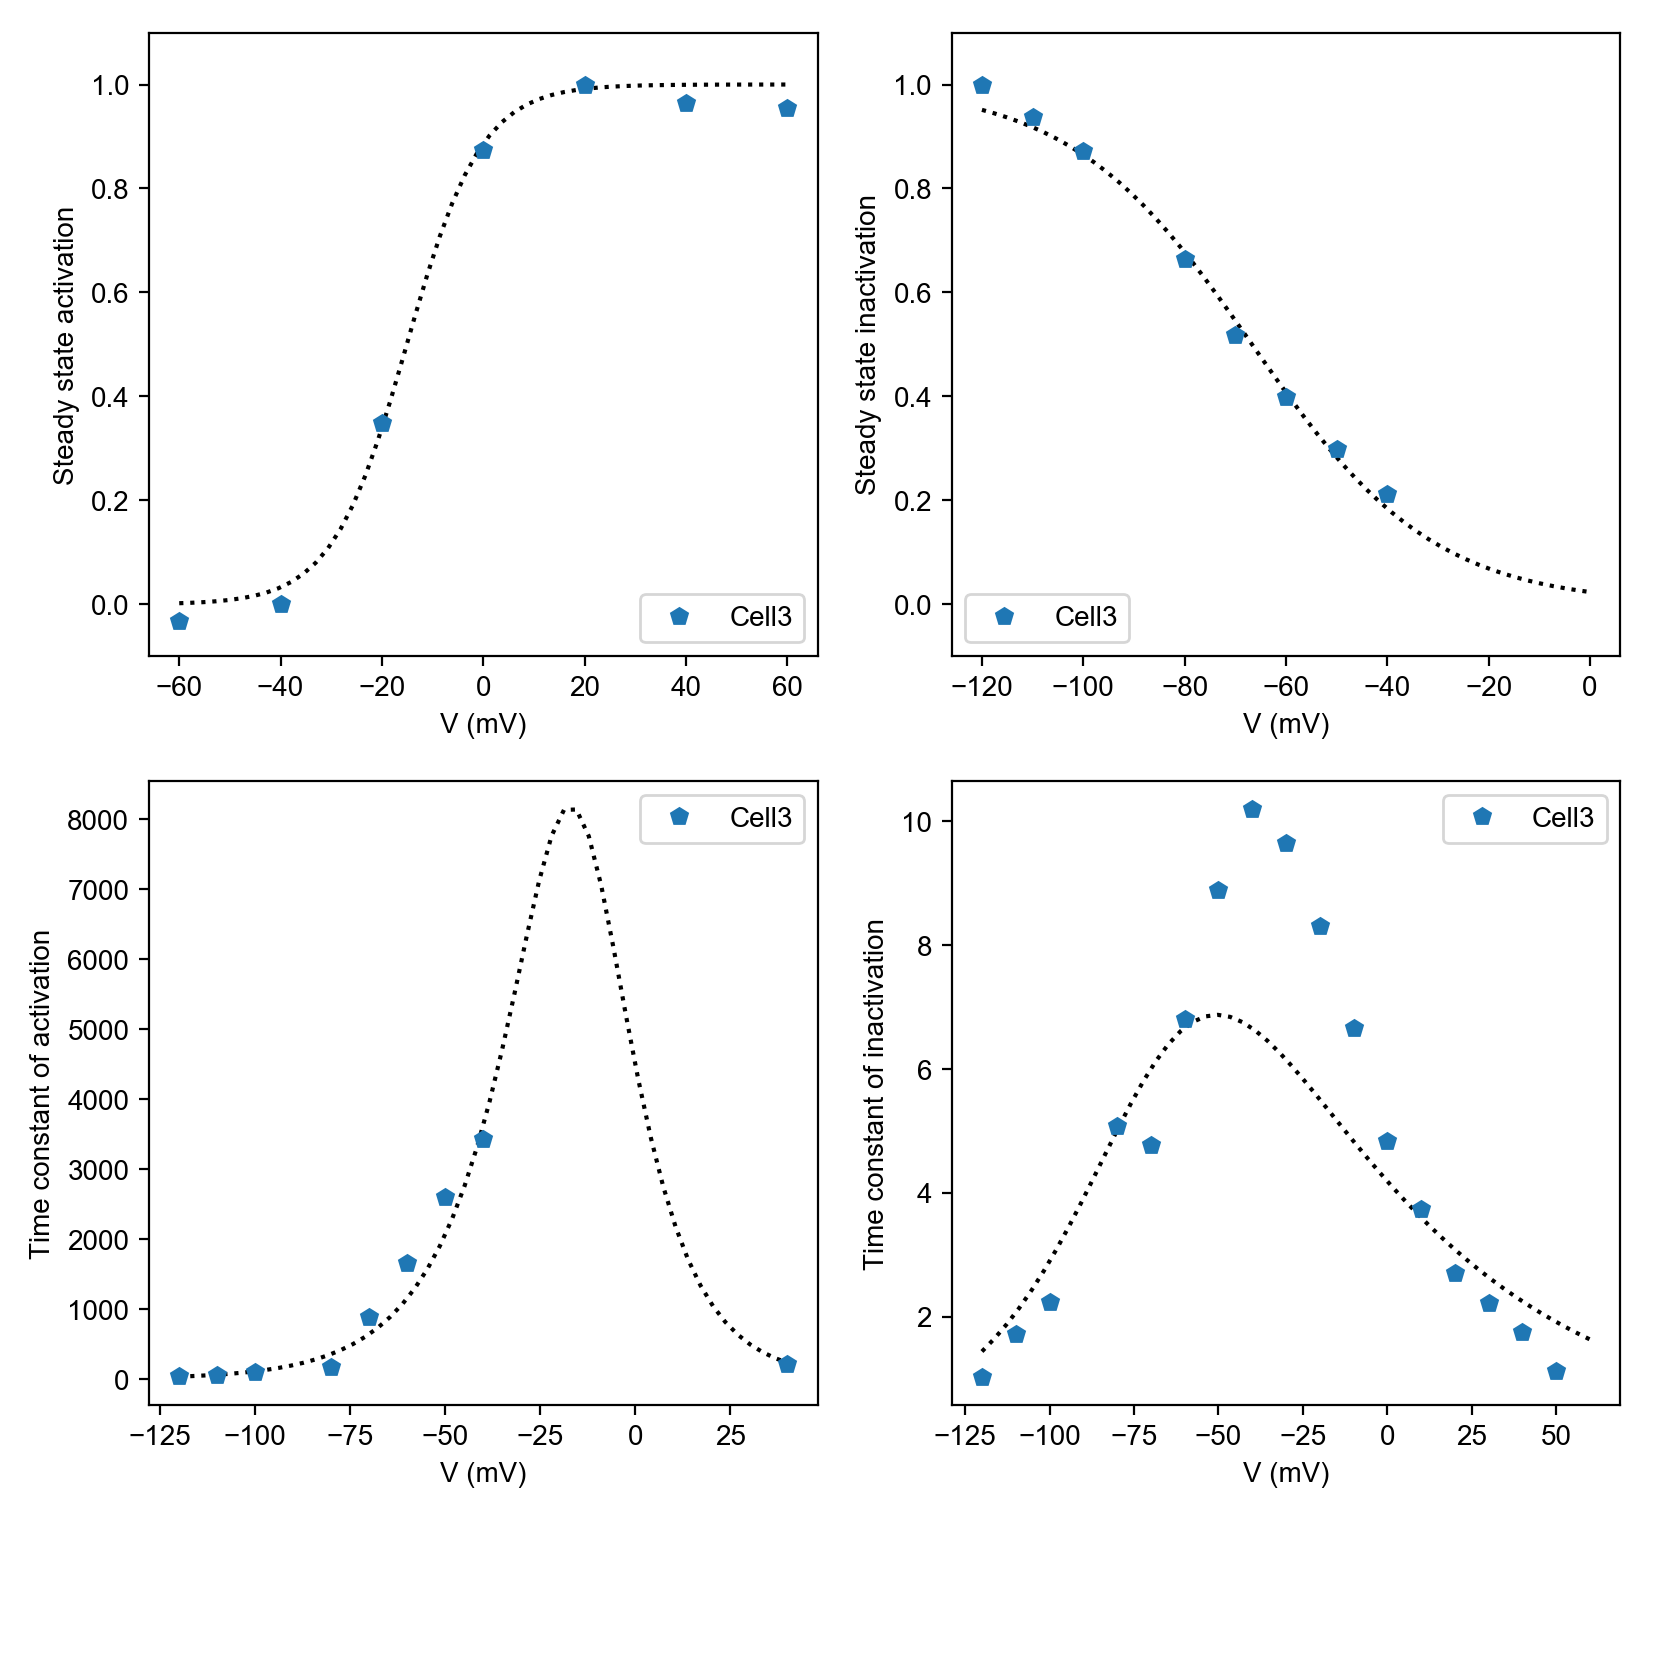 Steady state activation
1.0
0.8
0.6
0.4
0.2
0.0
Cell3
−60 −40 −20 0 20 40 60
V (mV)
Steady state inactivation
1.0
0.8
0.6
0.4
0.2
0.0
Cell3
−120 −100 −80 −60 −40 −20 0
V (mV)
Time constant of activation
8000
7000
6000
5000
4000
3000
2000
1000
0
Cell3
−125 −100 −75 −50 −25 0 25
V (mV)
Time constant of inactivation
10
8
6
4
2
Cell3
−125 −100 −75 −50 −25 0 25 50
V (mV)